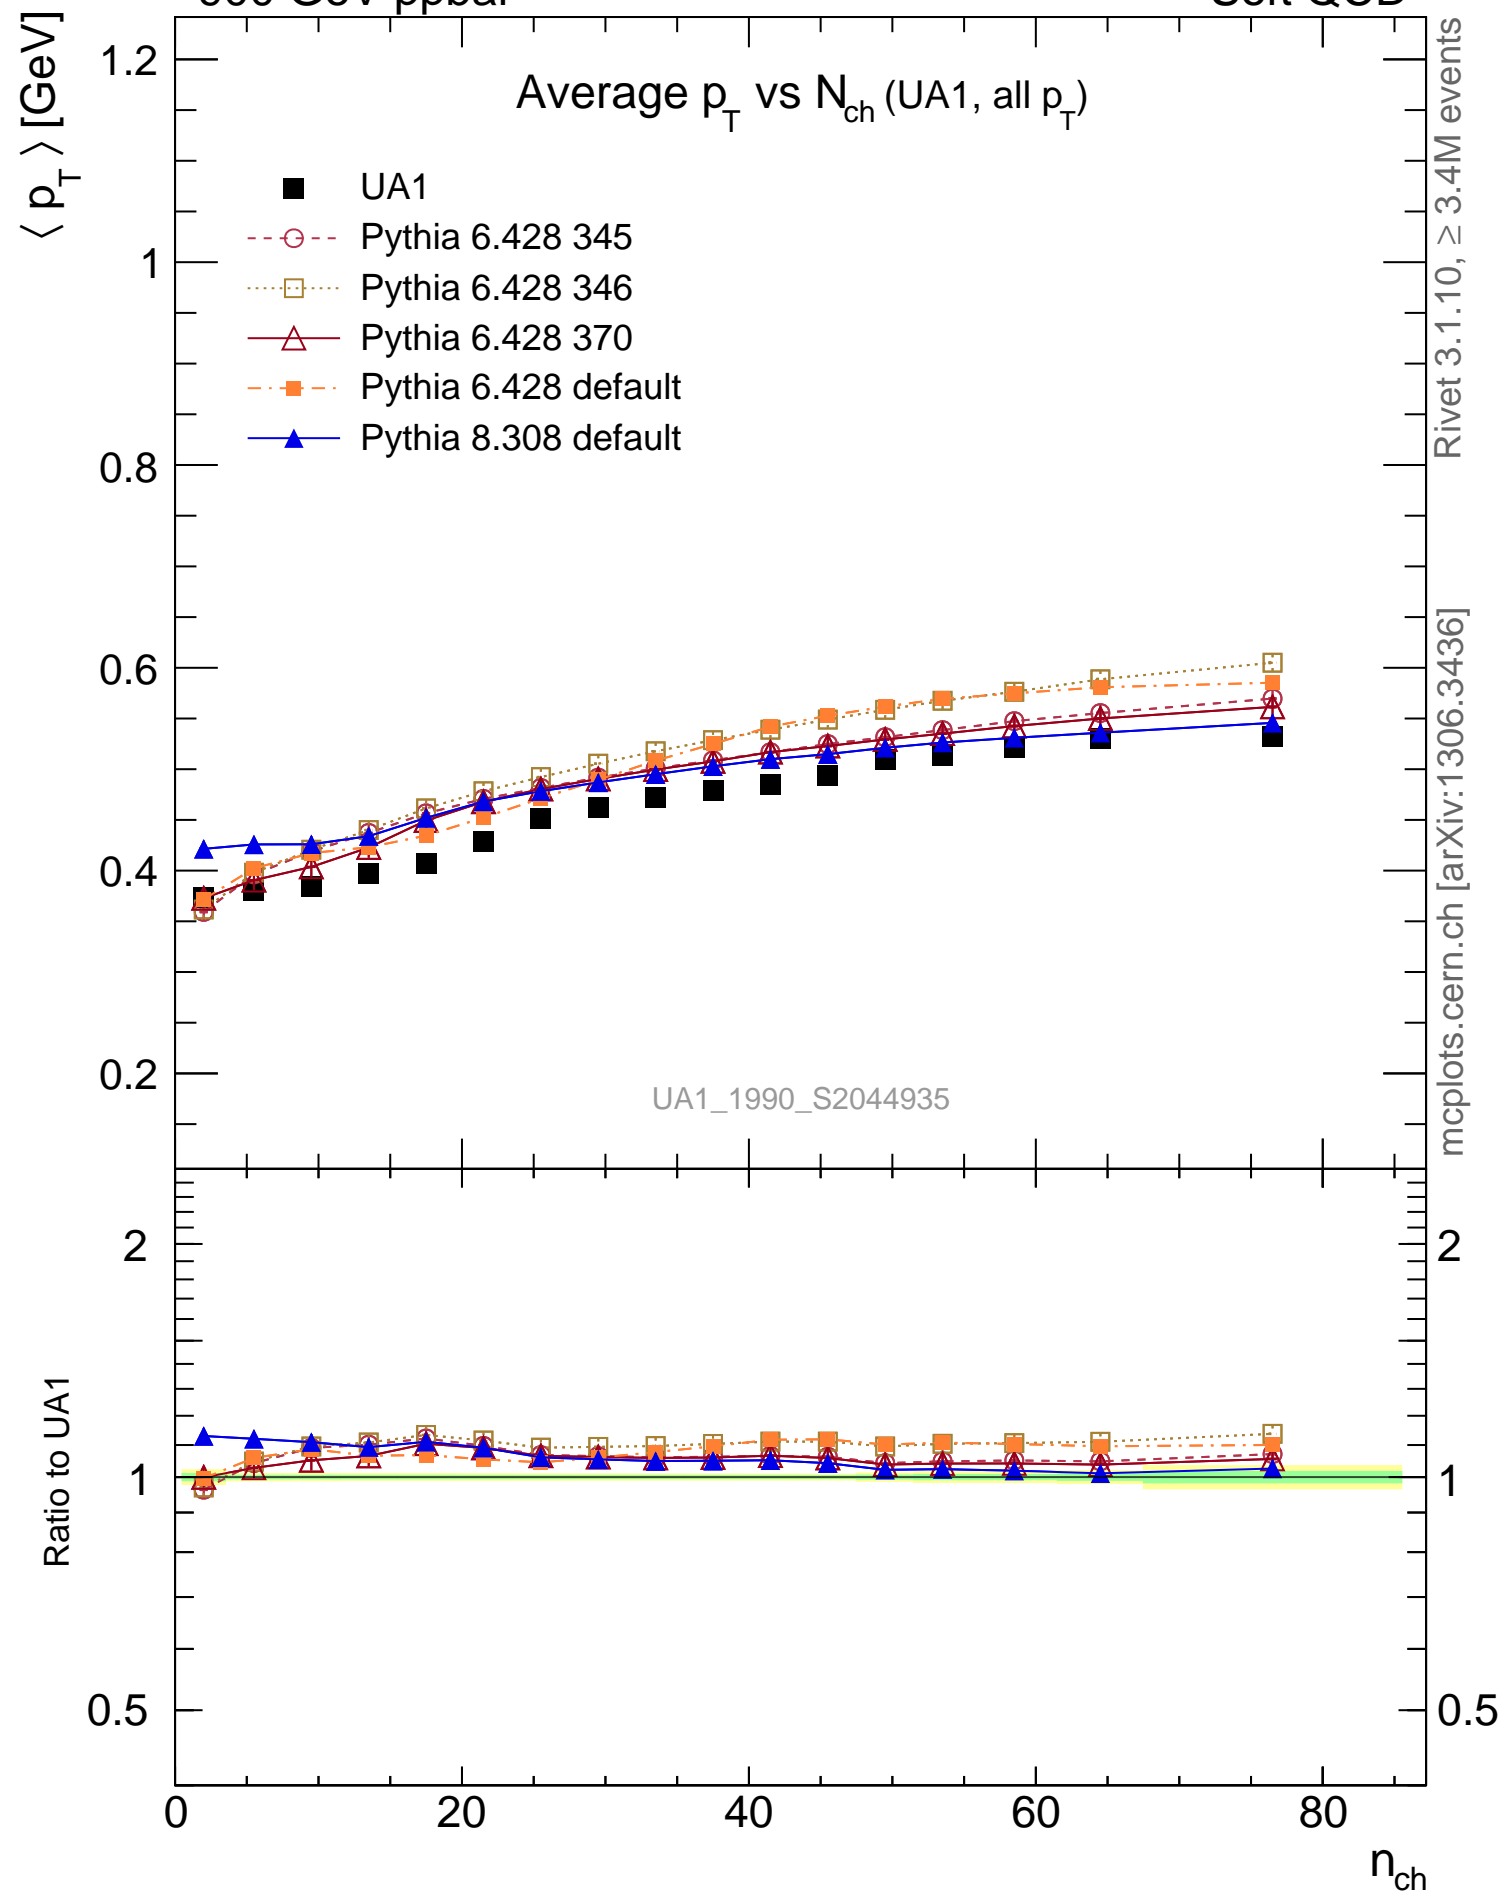 ⟨ p_T ⟩ [GeV]
Average p_T vs N_ch (UA1, all p_T)
UA1
Pythia 6.428 345
Pythia 6.428 346
Pythia 6.428 370
Pythia 6.428 default
Pythia 8.308 default
1.2
1
0.8
0.6
0.4
0.2
UA1_1990_S2044935
Rivet 3.1.10, ≥ 3.4M events
mcplots.cern.ch [arXiv:1306.3436]
Ratio to UA1
2
1
0.5
2
1
0.5
0
20
40
60
80
n_ch